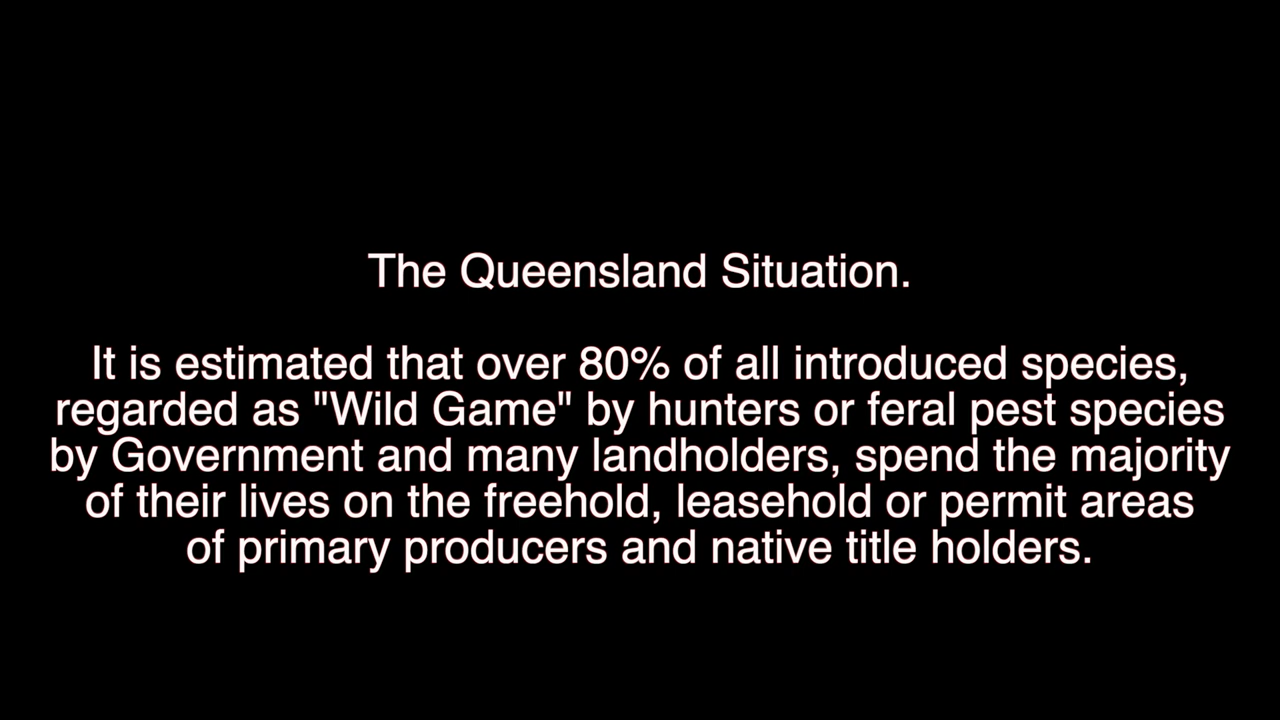 The Queensland Situation.
It is estimated that over 80% of all introduced species,
regarded as "Wild Game" by hunters or feral pest species
by Government and many landholders, spend the majority
of their lives on the freehold, leasehold or permit areas
of primary producers and native title holders.